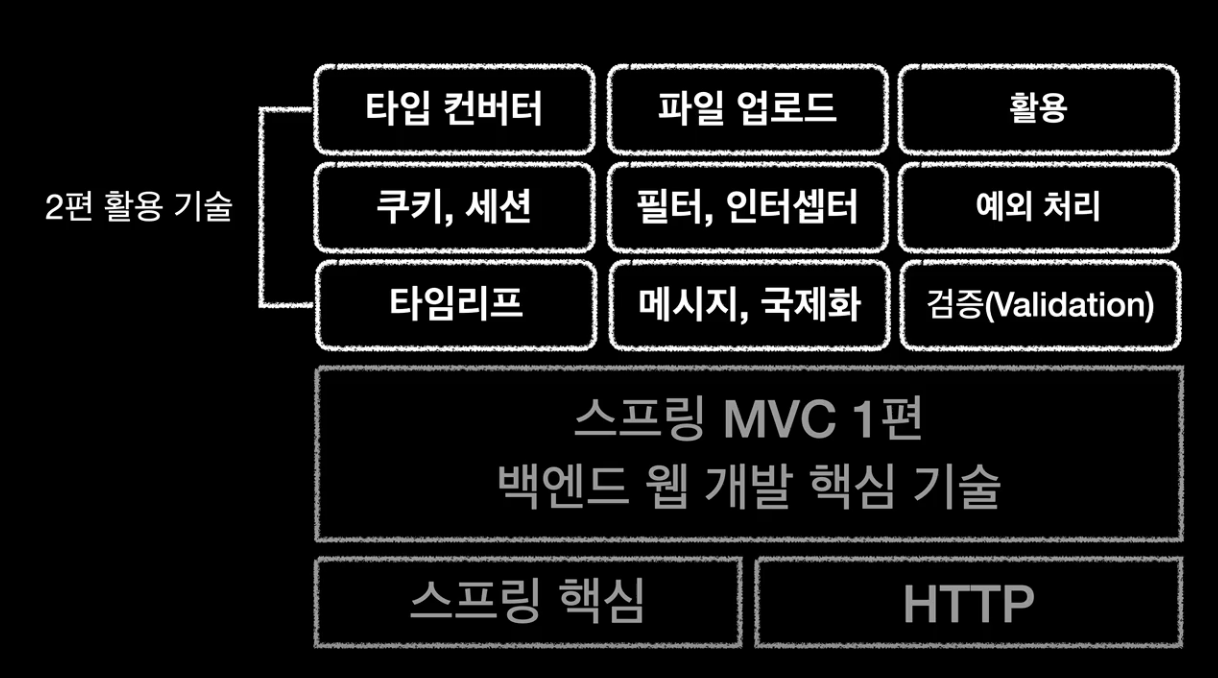 타입 컨버터
파일 업로드
활용
2편 활용 기술
쿠키, 세션
필터, 인터셉터
예외 처리
타임리프
메시지, 국제화
검증(Validation)
스프링 MVC 1편
백엔드 웹 개발 핵심 기술
스프링 핵심
HTTP